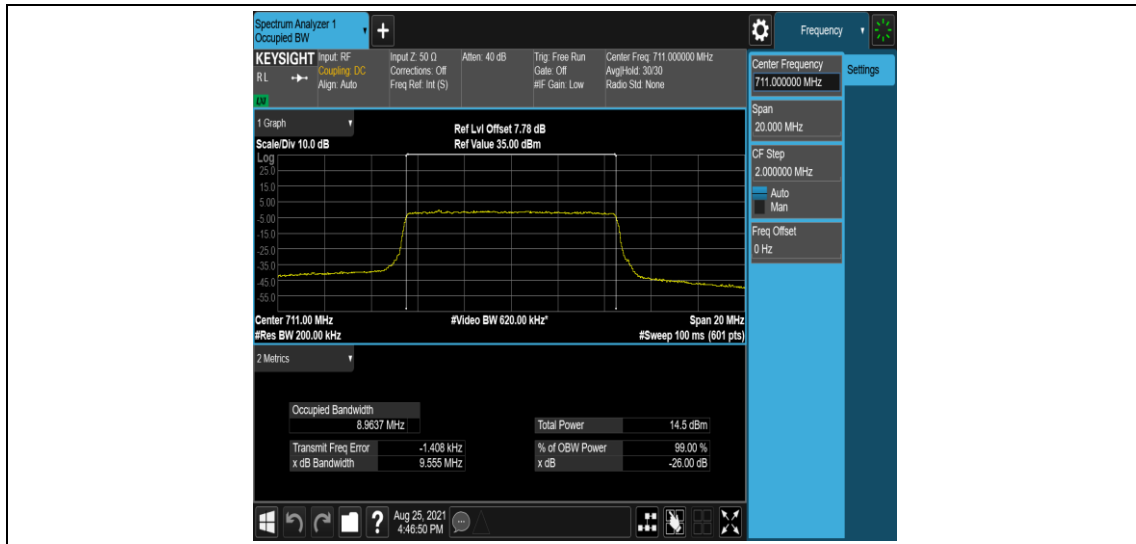 Spectrum Analyzer 1
Occupied BW
+
Frequency
KEYSIGHT
RL
LXI
Input: RF
Coupling: DC
Align: Auto
Input Z: 50 Ω
Corrections: Off
Freq Ref: Int (S)
Atten: 40 dB
Trig: Free Run
Gate: Off
#IF Gain: Low
Center Freq: 711.000000 MHz
Avg|Hold: 30/30
Radio Std: None
Center Frequency
711.000000 MHz
Settings
Span
20.000 MHz
CF Step
2.000000 MHz
Auto
Man
Freq Offset
0 Hz
1 Graph
Scale/Div 10.0 dB
Ref Lvl Offset 7.78 dB
Ref Value 35.00 dBm
Log
25.0
15.0
5.00
-5.00
-15.0
-25.0
-35.0
-45.0
-55.0
Center 711.00 MHz
#Res BW 200.00 kHz
#Video BW 620.00 kHz*
Span 20 MHz
#Sweep 100 ms (601 pts)
2 Metrics
Occupied Bandwidth
8.9637 MHz
Transmit Freq Error -1.408 kHz
x dB Bandwidth 9.555 MHz
Total Power 14.5 dBm
% of OBW Power 99.00 %
x dB -26.00 dB
?
Aug 25, 2021
4:46:50 PM